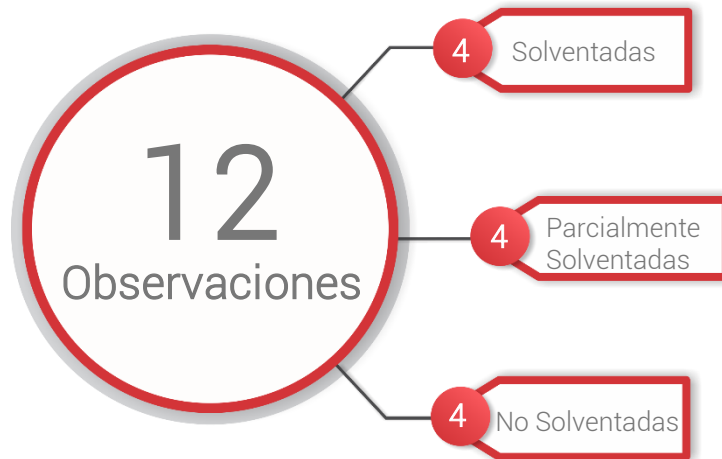 12
Observaciones
4
Solventadas
4
Parcialmente
Solventadas
4
No Solventadas